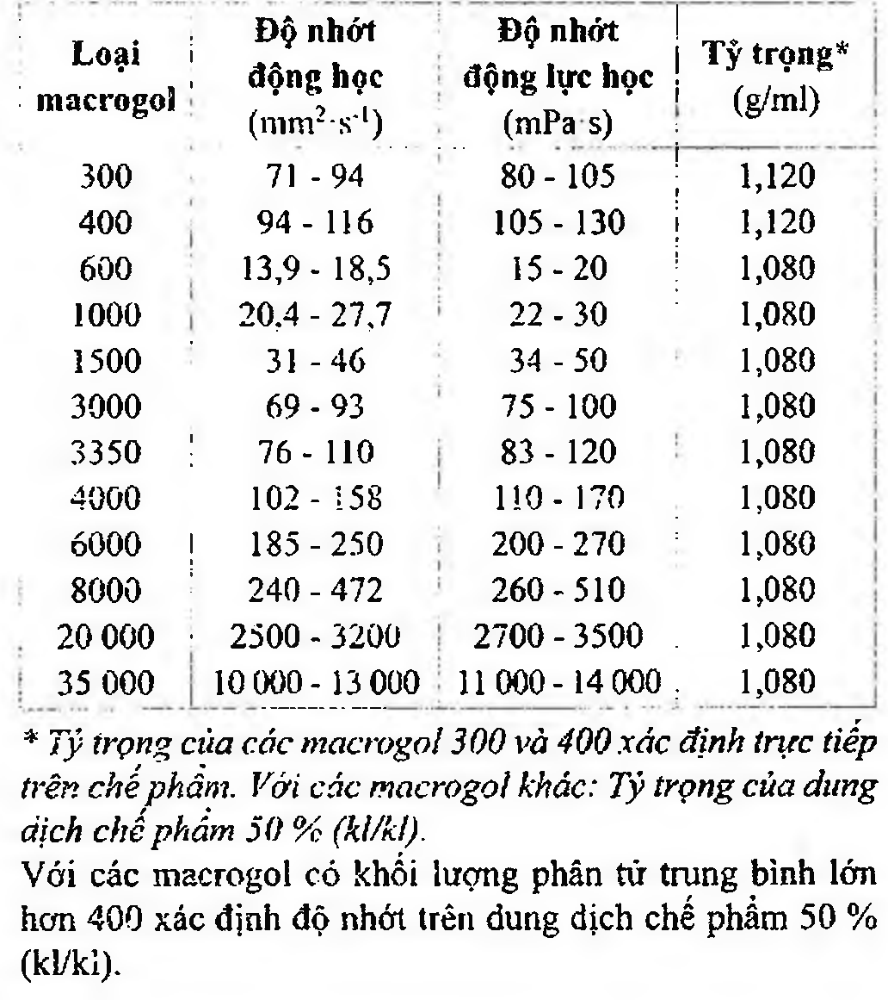 Loại macrogol | Độ nhớt động học (mm²·s⁻¹) | Độ nhớt động lực học (mPa·s) | Tỷ trọng* (g/ml)
300 | 71 - 94 | 80 - 105 | 1,120
400 | 94 - 116 | 105 - 130 | 1,120
600 | 13,9 - 18,5 | 15 - 20 | 1,080
1000 | 20,4 - 27,7 | 22 - 30 | 1,080
1500 | 31 - 46 | 34 - 50 | 1,080
3000 | 69 - 93 | 75 - 100 | 1,080
3350 | 76 - 110 | 83 - 120 | 1,080
4000 | 102 - 158 | 110 - 170 | 1,080
6000 | 185 - 250 | 200 - 270 | 1,080
8000 | 240 - 472 | 260 - 510 | 1,080
20 000 | 2500 - 3200 | 2700 - 3500 | 1,080
35 000 | 10 000 - 13 000 | 11 000 - 14 000 | 1,080
* Tỷ trọng của các macrogol 300 và 400 xác định trực tiếp
trên chế phẩm. Với các macrogol khác: Tỷ trọng của dung
dịch chế phẩm 50 % (kl/kl).
Với các macrogol có khối lượng phân tử trung bình lớn
hơn 400 xác định độ nhớt trên dung dịch chế phẩm 50 %
(kl/kl).